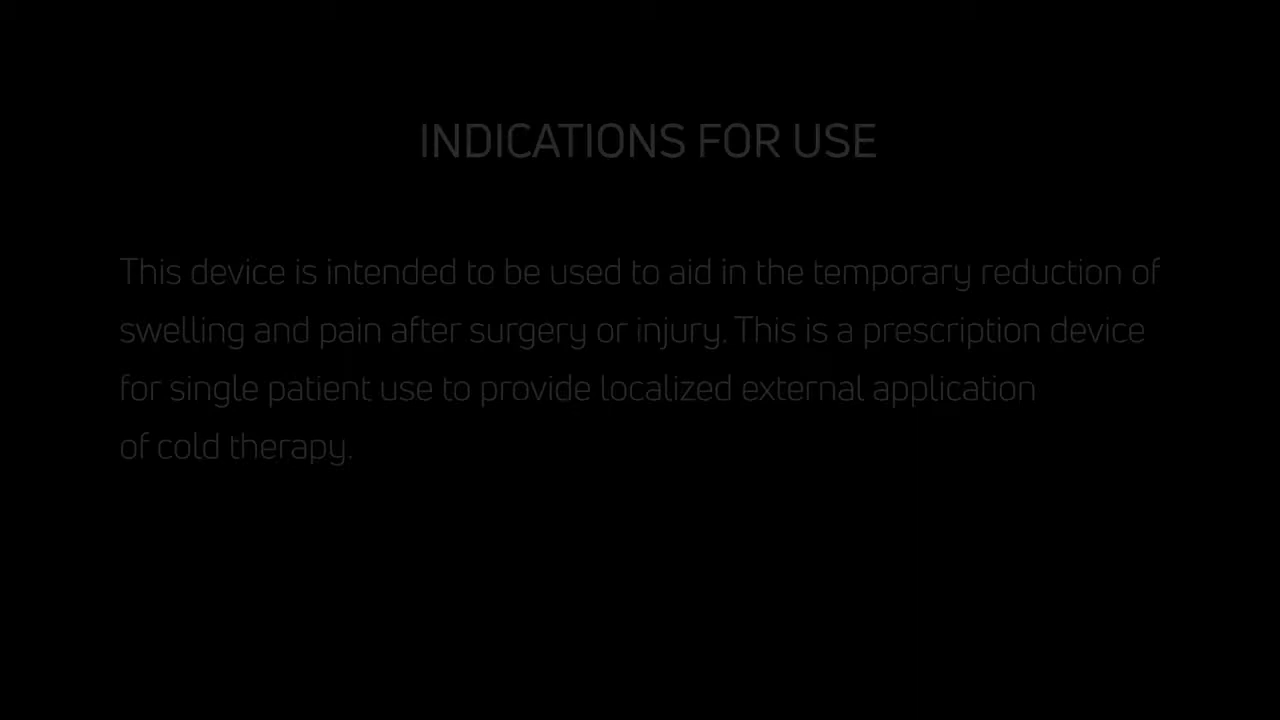 INDICATIONS FOR USE
This device is intended to be used to aid in the temporary reduction of
swelling and pain after surgery or injury. This is a prescription device
for single patient use to provide localized external application
of cold therapy.